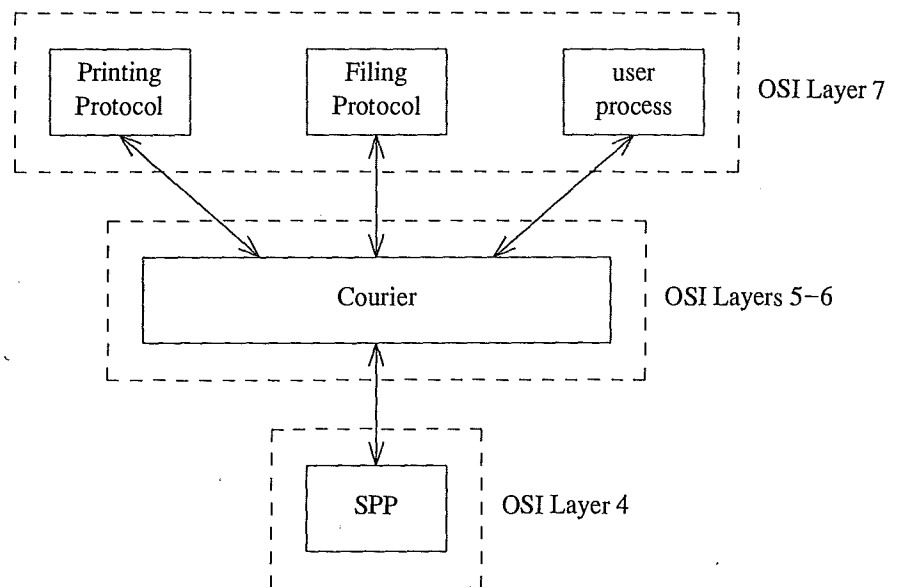 Printing
Protocol
Filing
Protocol
user
process
OSI Layer 7
Courier
OSI Layers 5-6
SPP
OSI Layer 4